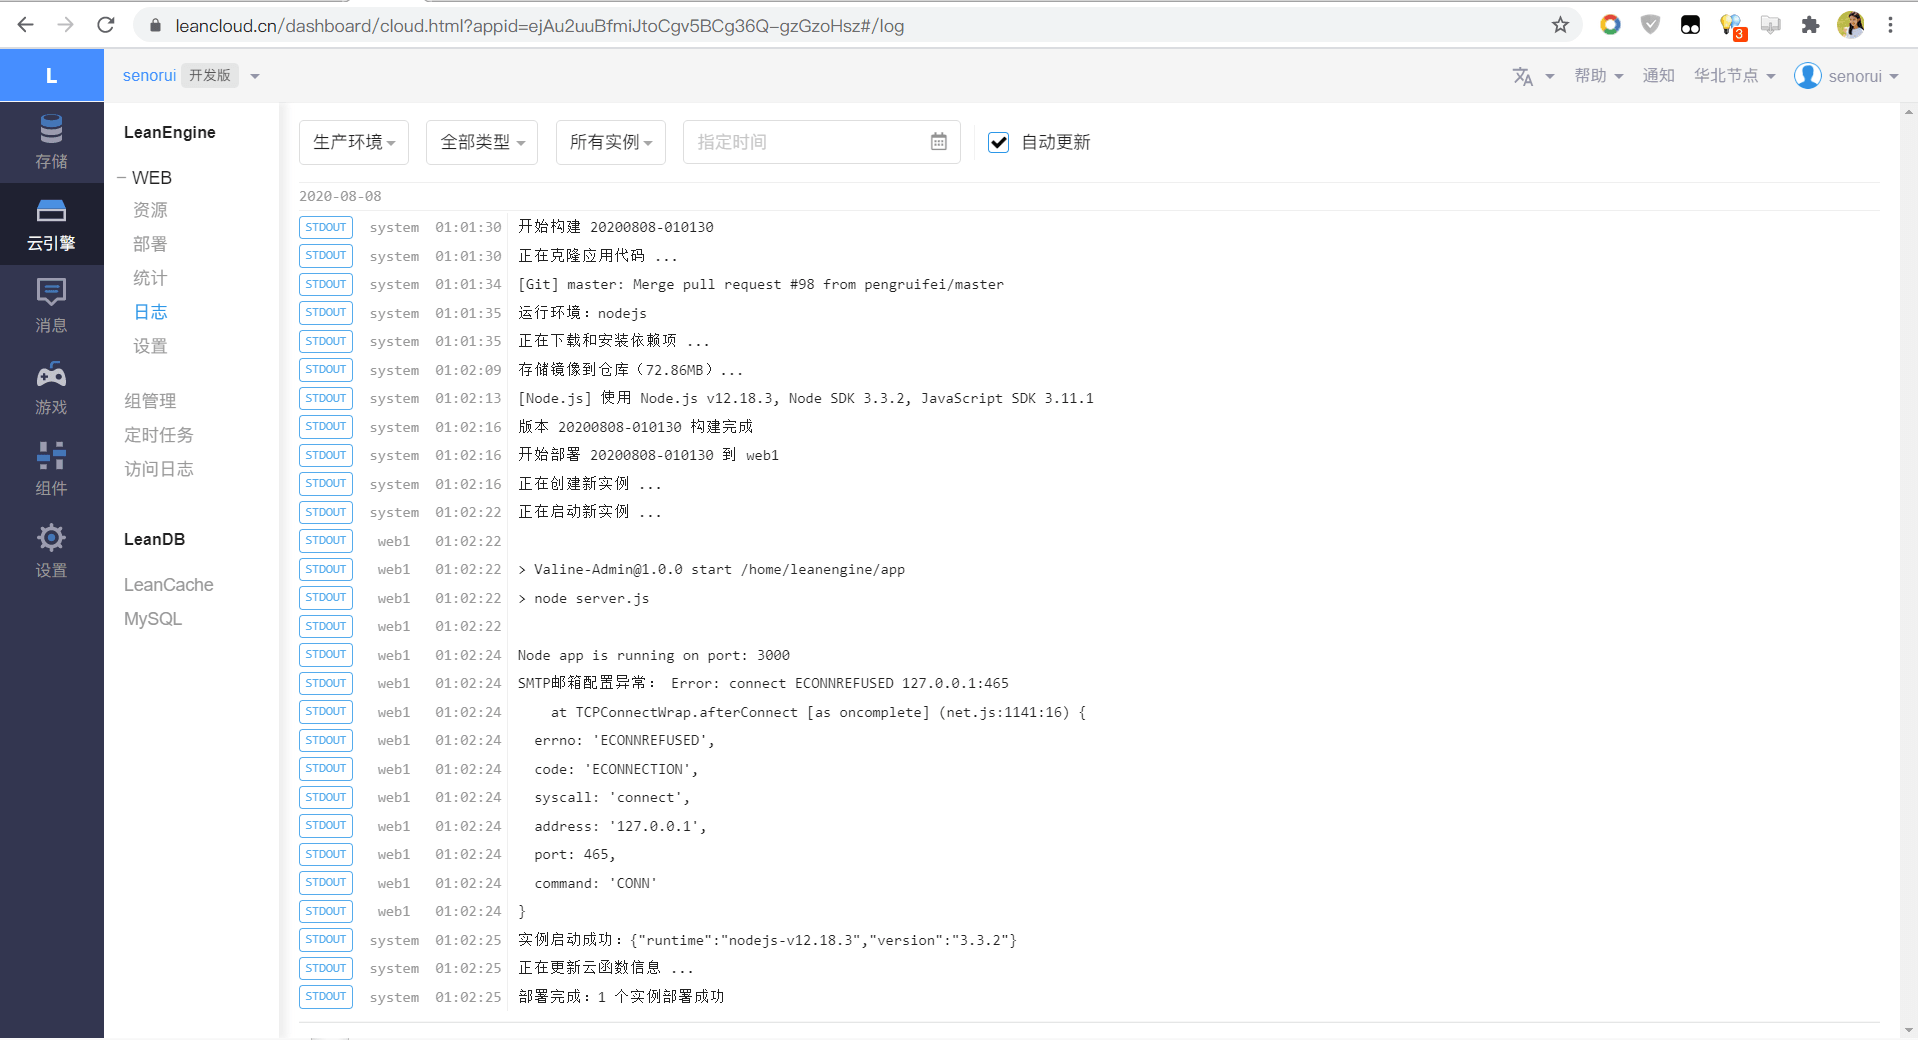 leancloud.cn/dashboard/cloud.html?appid=ejAu2uuBfmiJtoCgv5BCg36Q-gzGzoHsz#/log
3
L
senorui 开发版
帮助
通知
华北节点
senorui
存储
云引擎
消息
游戏
组件
设置
LeanEngine
WEB
资源
部署
统计
日志
设置
组管理
定时任务
访问日志
LeanDB
LeanCache
MySQL
生产环境
全部类型
所有实例
指定时间
自动更新
2020-08-08
STDOUT system 01:01:30 开始构建 20200808-010130
STDOUT system 01:01:30 正在克隆应用代码 ...
STDOUT system 01:01:34 [Git] master: Merge pull request #98 from pengruifei/master
STDOUT system 01:01:35 运行环境：nodejs
STDOUT system 01:01:35 正在下载和安装依赖项 ...
STDOUT system 01:02:09 存储镜像到仓库（72.86MB）...
STDOUT system 01:02:13 [Node.js] 使用 Node.js v12.18.3, Node SDK 3.3.2, JavaScript SDK 3.11.1
STDOUT system 01:02:16 版本 20200808-010130 构建完成
STDOUT system 01:02:16 开始部署 20200808-010130 到 web1
STDOUT system 01:02:16 正在创建新实例 ...
STDOUT system 01:02:22 正在启动新实例 ...
STDOUT web1 01:02:22
STDOUT web1 01:02:22 > Valine-Admin@1.0.0 start /home/leanengine/app
STDOUT web1 01:02:22 > node server.js
STDOUT web1 01:02:22
STDOUT web1 01:02:24 Node app is running on port: 3000
STDOUT web1 01:02:24 SMTP邮箱配置异常： Error: connect ECONNREFUSED 127.0.0.1:465
STDOUT web1 01:02:24 at TCPConnectWrap.afterConnect [as oncomplete] (net.js:1141:16) {
STDOUT web1 01:02:24 errno: 'ECONNREFUSED',
STDOUT web1 01:02:24 code: 'ECONNECTION',
STDOUT web1 01:02:24 syscall: 'connect',
STDOUT web1 01:02:24 address: '127.0.0.1',
STDOUT web1 01:02:24 port: 465,
STDOUT web1 01:02:24 command: 'CONN'
STDOUT web1 01:02:24 }
STDOUT system 01:02:25 实例启动成功：{"runtime":"nodejs-v12.18.3","version":"3.3.2"}
STDOUT system 01:02:25 正在更新云函数信息 ...
STDOUT system 01:02:25 部署完成：1 个实例部署成功